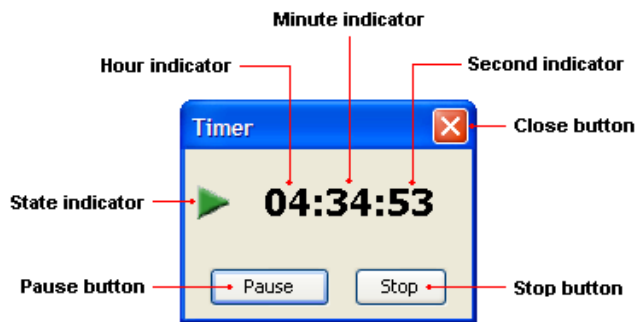 Minute indicator
Hour indicator
Second indicator
Timer
Close button
State indicator
04:34:53
Pause button
Pause
Stop
Stop button